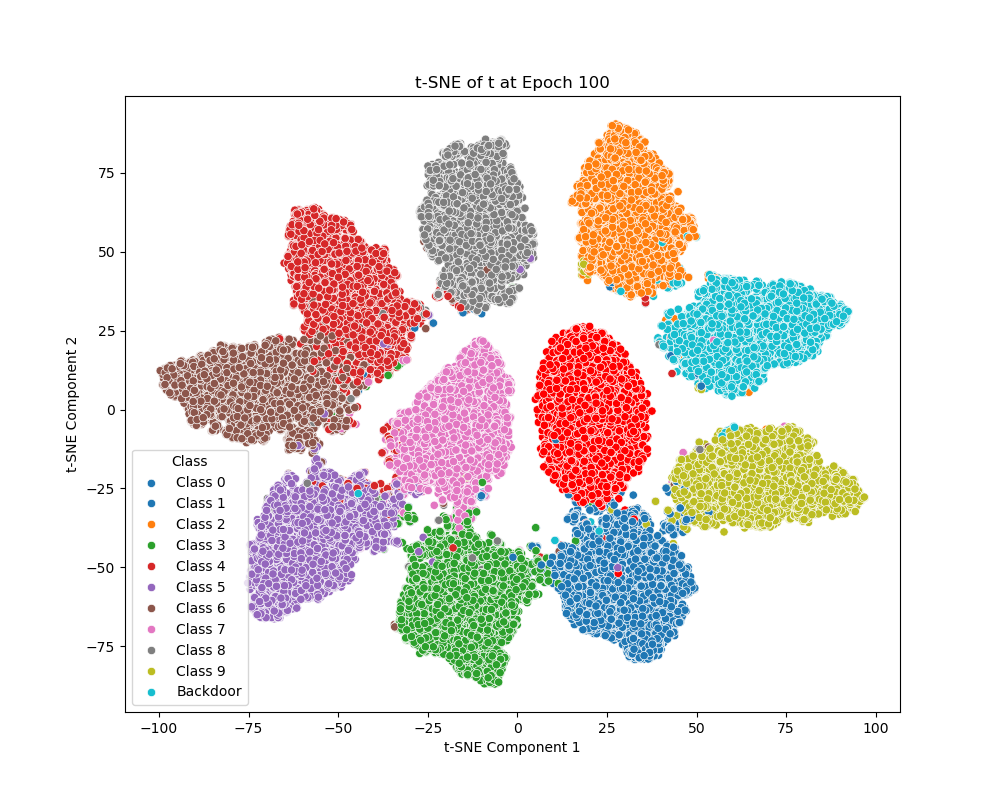 t-SNE of t at Epoch 100
t-SNE Component 2
75
50
25
0
−25
−50
−75
Class
Class 0
Class 1
Class 2
Class 3
Class 4
Class 5
Class 6
Class 7
Class 8
Class 9
Backdoor
−100
−75
−50
−25
0
25
50
75
100
t-SNE Component 1